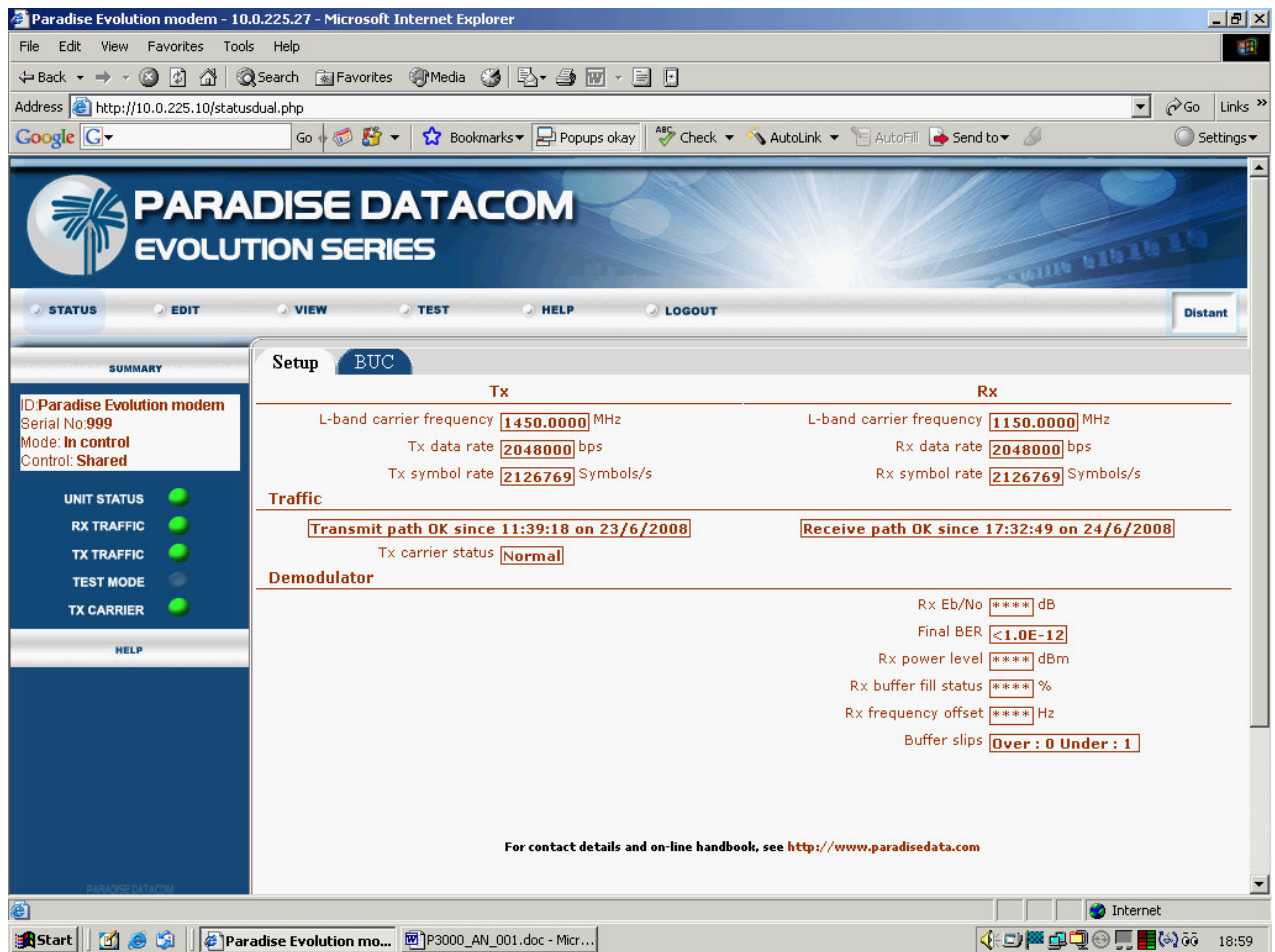 Paradise Evolution modem - 10.0.225.27 - Microsoft Internet Explorer
File Edit View Favorites Tools Help
Back Search Favorites Media
Address http://10.0.225.10/statusdual.php Go Links »
Google G Go Bookmarks Popups okay ABC Check AutoLink AutoFill Send to Settings
PARADISE DATACOM
EVOLUTION SERIES
STATUS EDIT VIEW TEST HELP LOGOUT Distant
SUMMARY
ID:Paradise Evolution modem
Serial No:999
Mode: In control
Control: Shared
UNIT STATUS
RX TRAFFIC
TX TRAFFIC
TEST MODE
TX CARRIER
HELP
PARADISE DATACOM
Setup BUC
Tx Rx
L-band carrier frequency 1450.0000 MHz L-band carrier frequency 1150.0000 MHz
Tx data rate 2048000 bps Rx data rate 2048000 bps
Tx symbol rate 2126769 Symbols/s Rx symbol rate 2126769 Symbols/s
Traffic
Transmit path OK since 11:39:18 on 23/6/2008 Receive path OK since 17:32:49 on 24/6/2008
Tx carrier status Normal
Demodulator
Rx Eb/No **** dB
Final BER <1.0E-12
Rx power level **** dBm
Rx buffer fill status **** %
Rx frequency offset **** Hz
Buffer slips Over : 0 Under : 1
For contact details and on-line handbook, see http://www.paradisedata.com
Internet
Start Paradise Evolution mo... P3000_AN_001.doc - Micr... 18:59